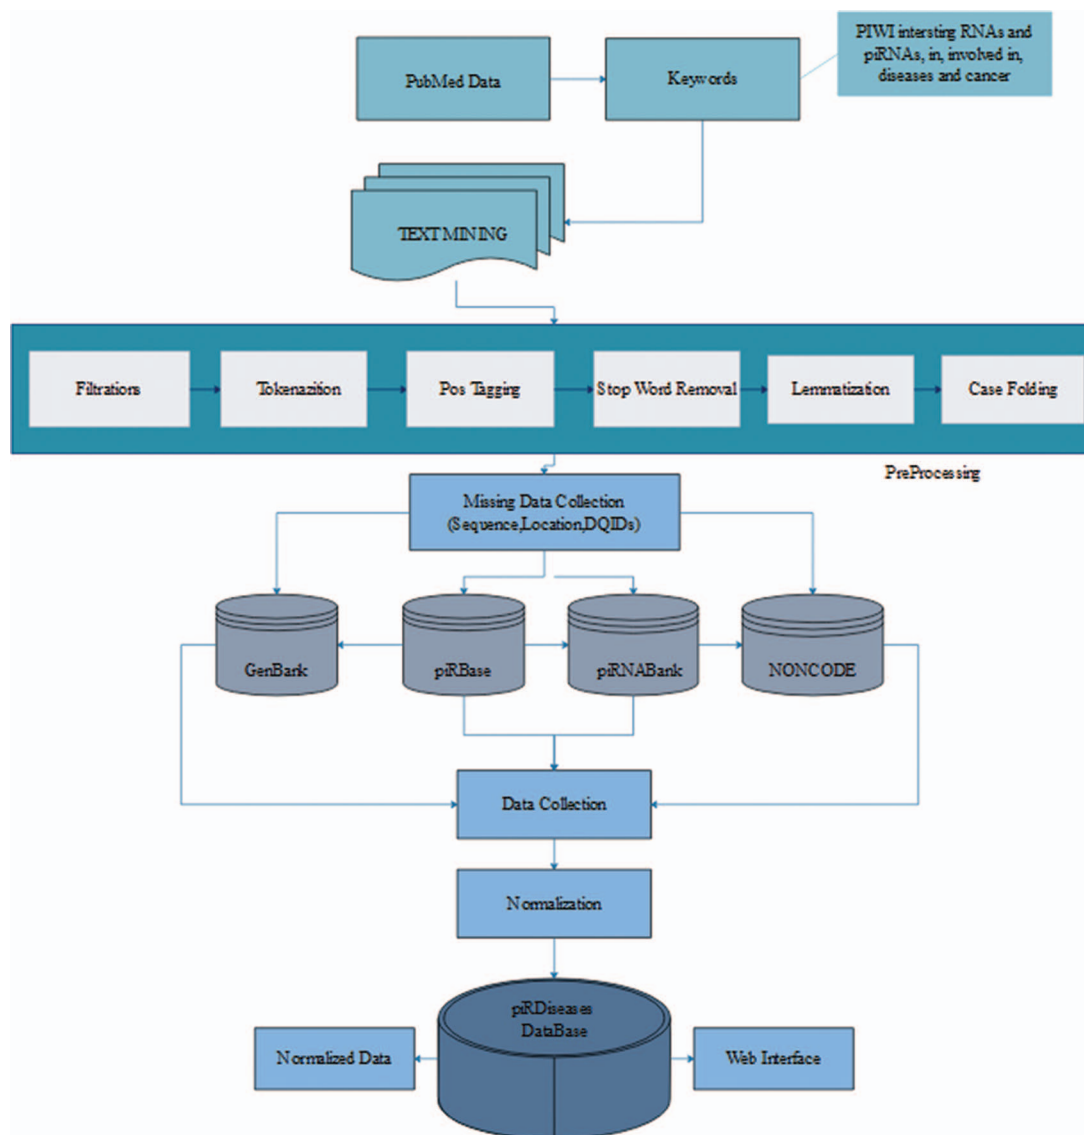 PIWI intersting RNAs and
piRNAs, in, involved in,
diseases and cancer
PubMed Data
Keywords
TEXT MINING
Filtrations
Tokenazition
Pos Tagging
Stop Word Removal
Lemmatization
Case Folding
PreProcessing
Missing Data Collection
(Sequence,Location,DQIDs)
GenBank
piRBase
piRNABank
NONCODE
Data Collection
Normalization
piRDiseases
DataBase
Normalized Data
Web Interface